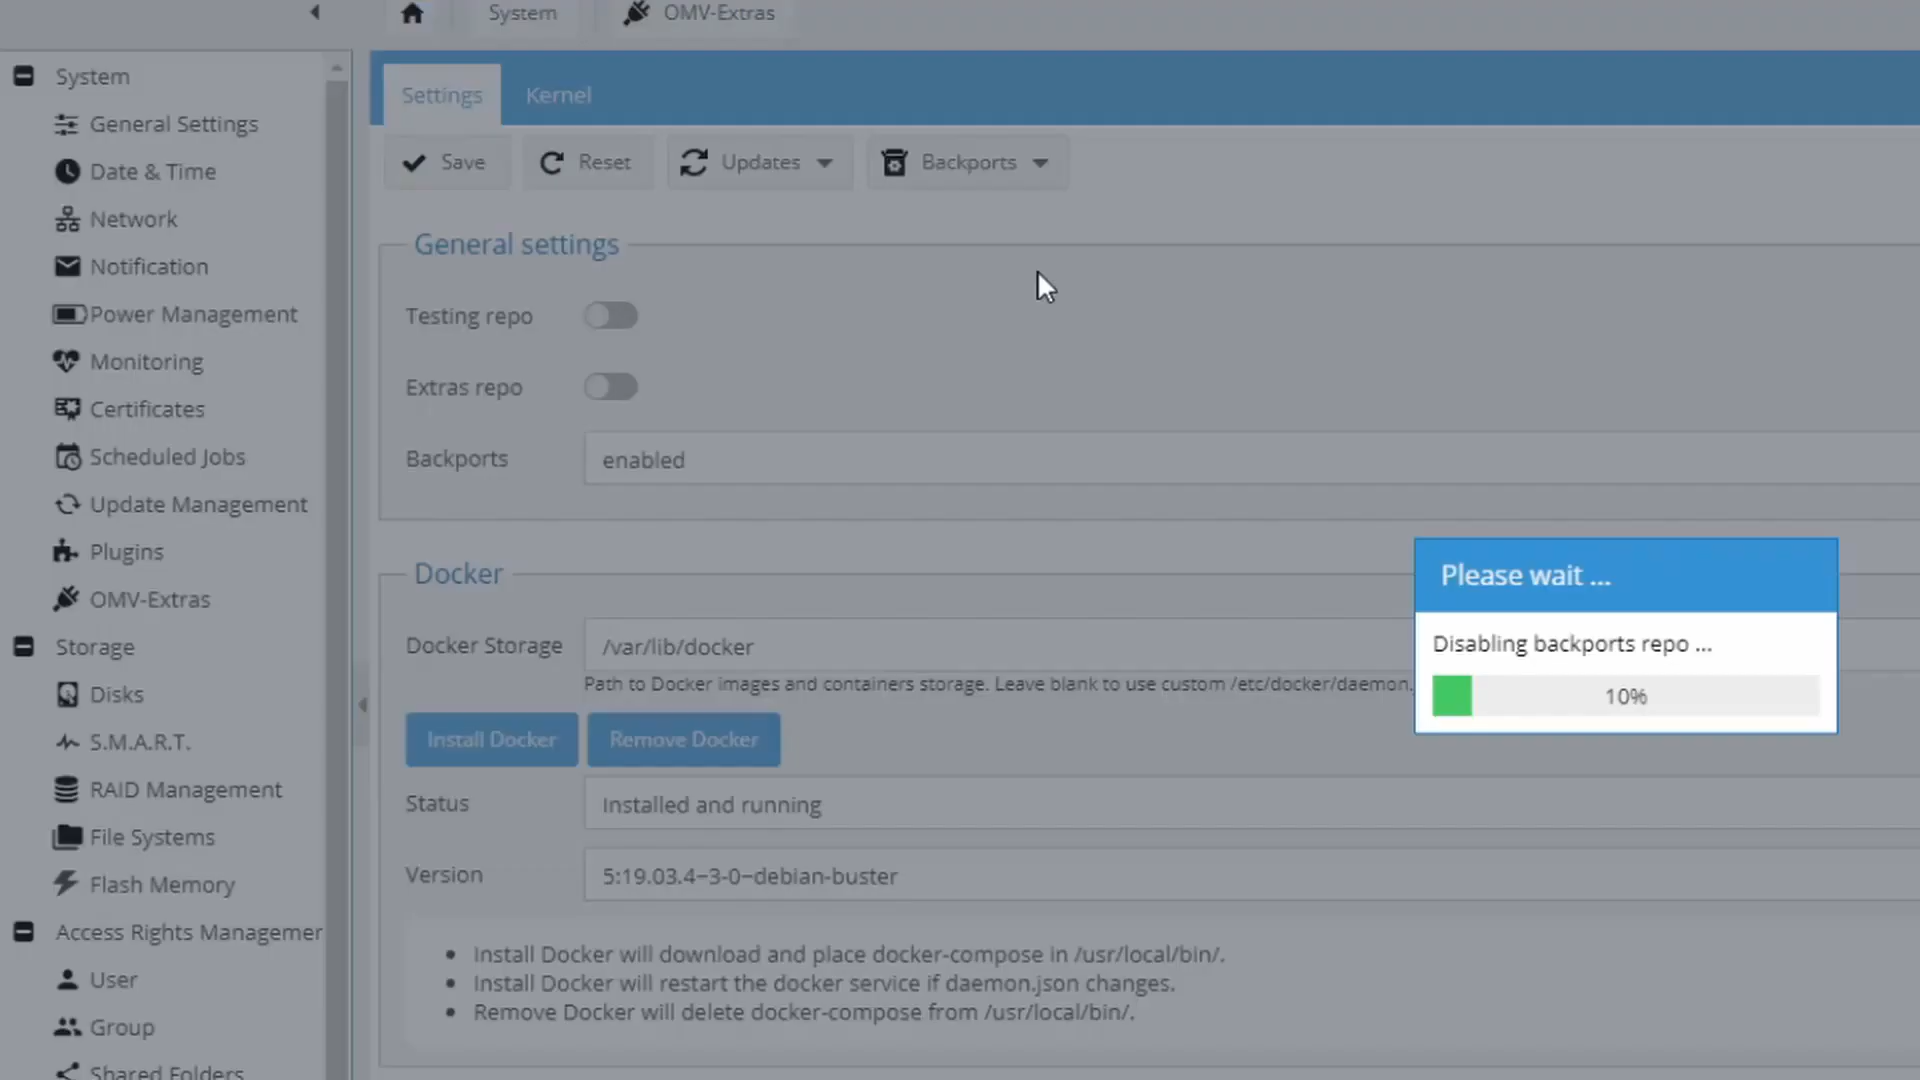 System
OMV-Extras
System
General Settings
Date & Time
Network
Notification
Power Management
Monitoring
Certificates
Scheduled Jobs
Update Management
Plugins
OMV-Extras
Storage
Disks
S.M.A.R.T.
RAID Management
File Systems
Flash Memory
Access Rights Managemer
User
Group
Shared Folders
Settings
Kernel
Save
Reset
Updates
Backports
General settings
Testing repo
Extras repo
Backports
enabled
Docker
Docker Storage
/var/lib/docker
Path to Docker images and containers storage. Leave blank to use custom /etc/docker/daemon.
Install Docker
Remove Docker
Status
Installed and running
Version
5:19.03.4~3-0~debian-buster
• Install Docker will download and place docker-compose in /usr/local/bin/.
• Install Docker will restart the docker service if daemon.json changes.
• Remove Docker will delete docker-compose from /usr/local/bin/.
Please wait ...
Disabling backports repo ...
10%